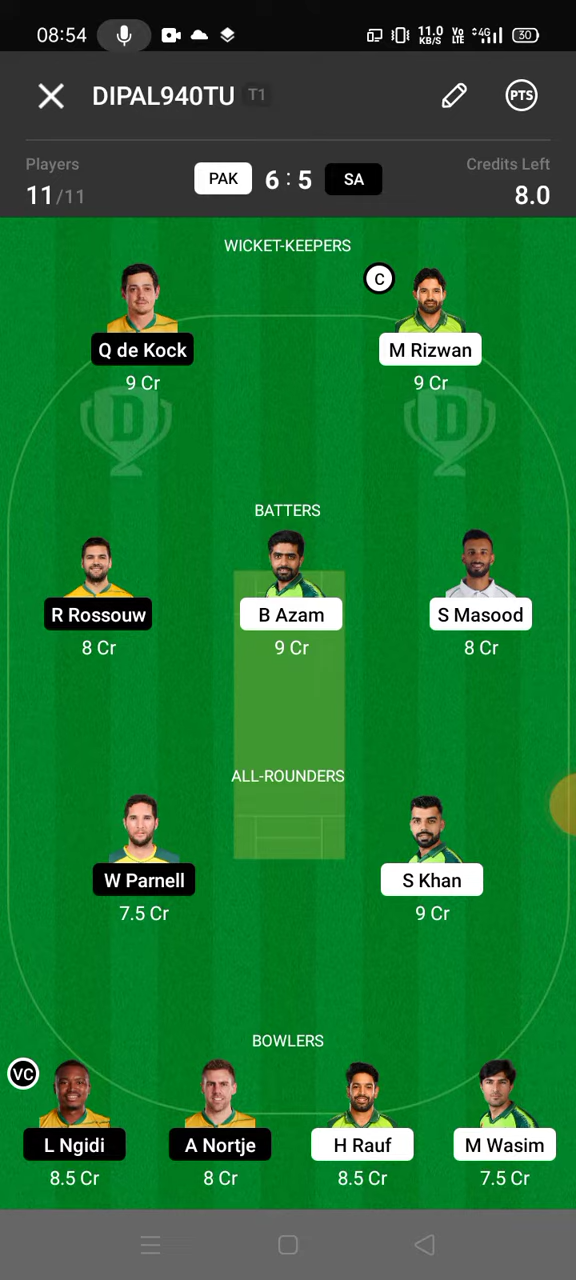 08:54 11.0 KB/S Vo LTE 4G 30
DIPAL940TU T1 PTS
Players Credits Left
11/11 PAK 6 : 5 SA 8.0
WICKET-KEEPERS
C
Q de Kock M Rizwan
9 Cr 9 Cr
D D
BATTERS
R Rossouw B Azam S Masood
8 Cr 9 Cr 8 Cr
ALL-ROUNDERS
W Parnell S Khan
7.5 Cr 9 Cr
BOWLERS
VC
L Ngidi A Nortje H Rauf M Wasim
8.5 Cr 8 Cr 8.5 Cr 7.5 Cr